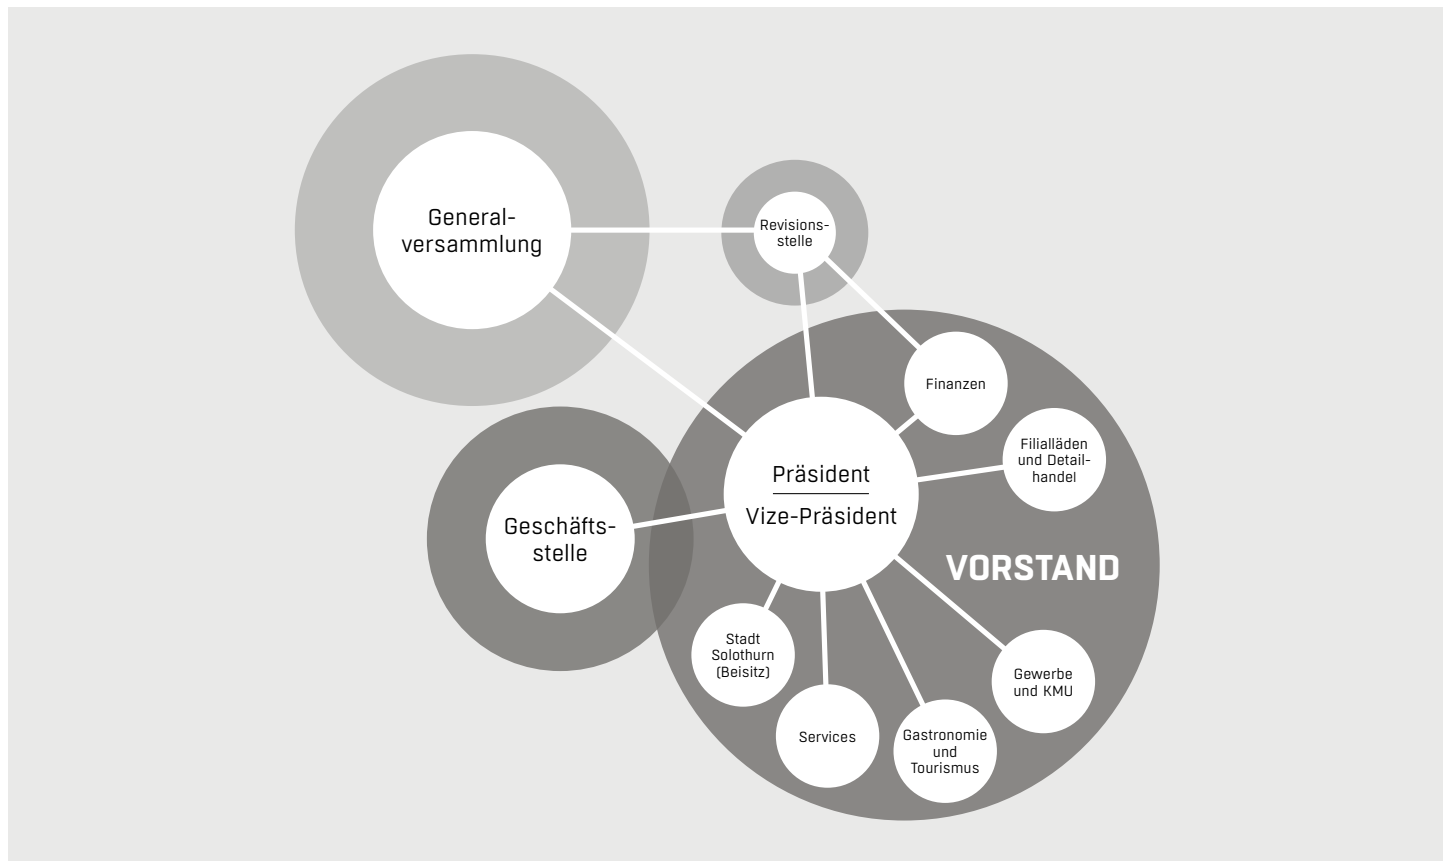 General-
versammlung
Revisions-
stelle
Finanzen
Filialläden
und Detail-
handel
Präsident
Vize-Präsident
Geschäfts-
stelle
VORSTAND
Stadt
Solothurn
(Beisitz)
Services
Gastronomie
und
Tourismus
Gewerbe
und KMU